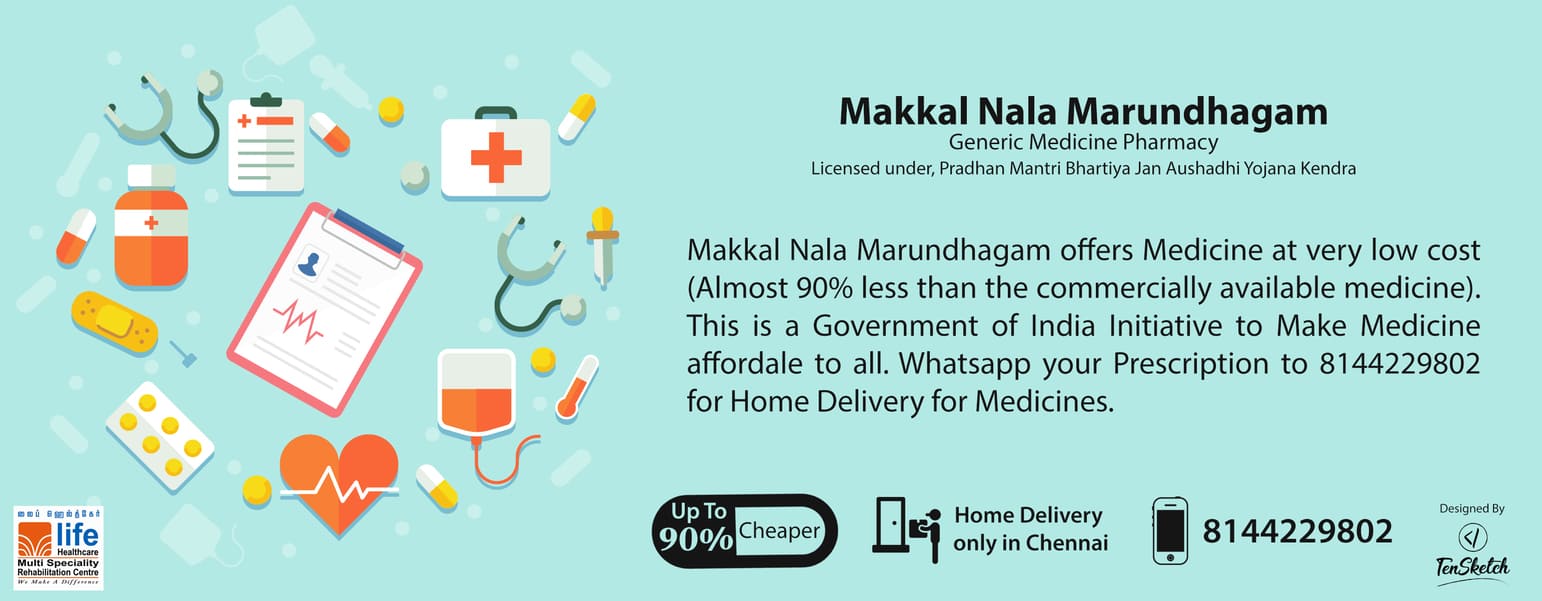 Makkal Nala Marundhagam
Generic Medicine Pharmacy
Licensed under, Pradhan Mantri Bhartiya Jan Aushadhi Yojana Kendra
Makkal Nala Marundhagam offers Medicine at very low cost
(Almost 90% less than the commercially available medicine).
This is a Government of India Initiative to Make Medicine
affordale to all. Whatsapp your Prescription to 8144229802
for Home Delivery for Medicines.
Up To
90% Cheaper
Home Delivery
only in Chennai
8144229802
Designed By
TenSketch
லைப் ஹெல்த்கேர்
life
Healthcare
Multi Speciality
Rehabilitation Centre
We Make A Difference